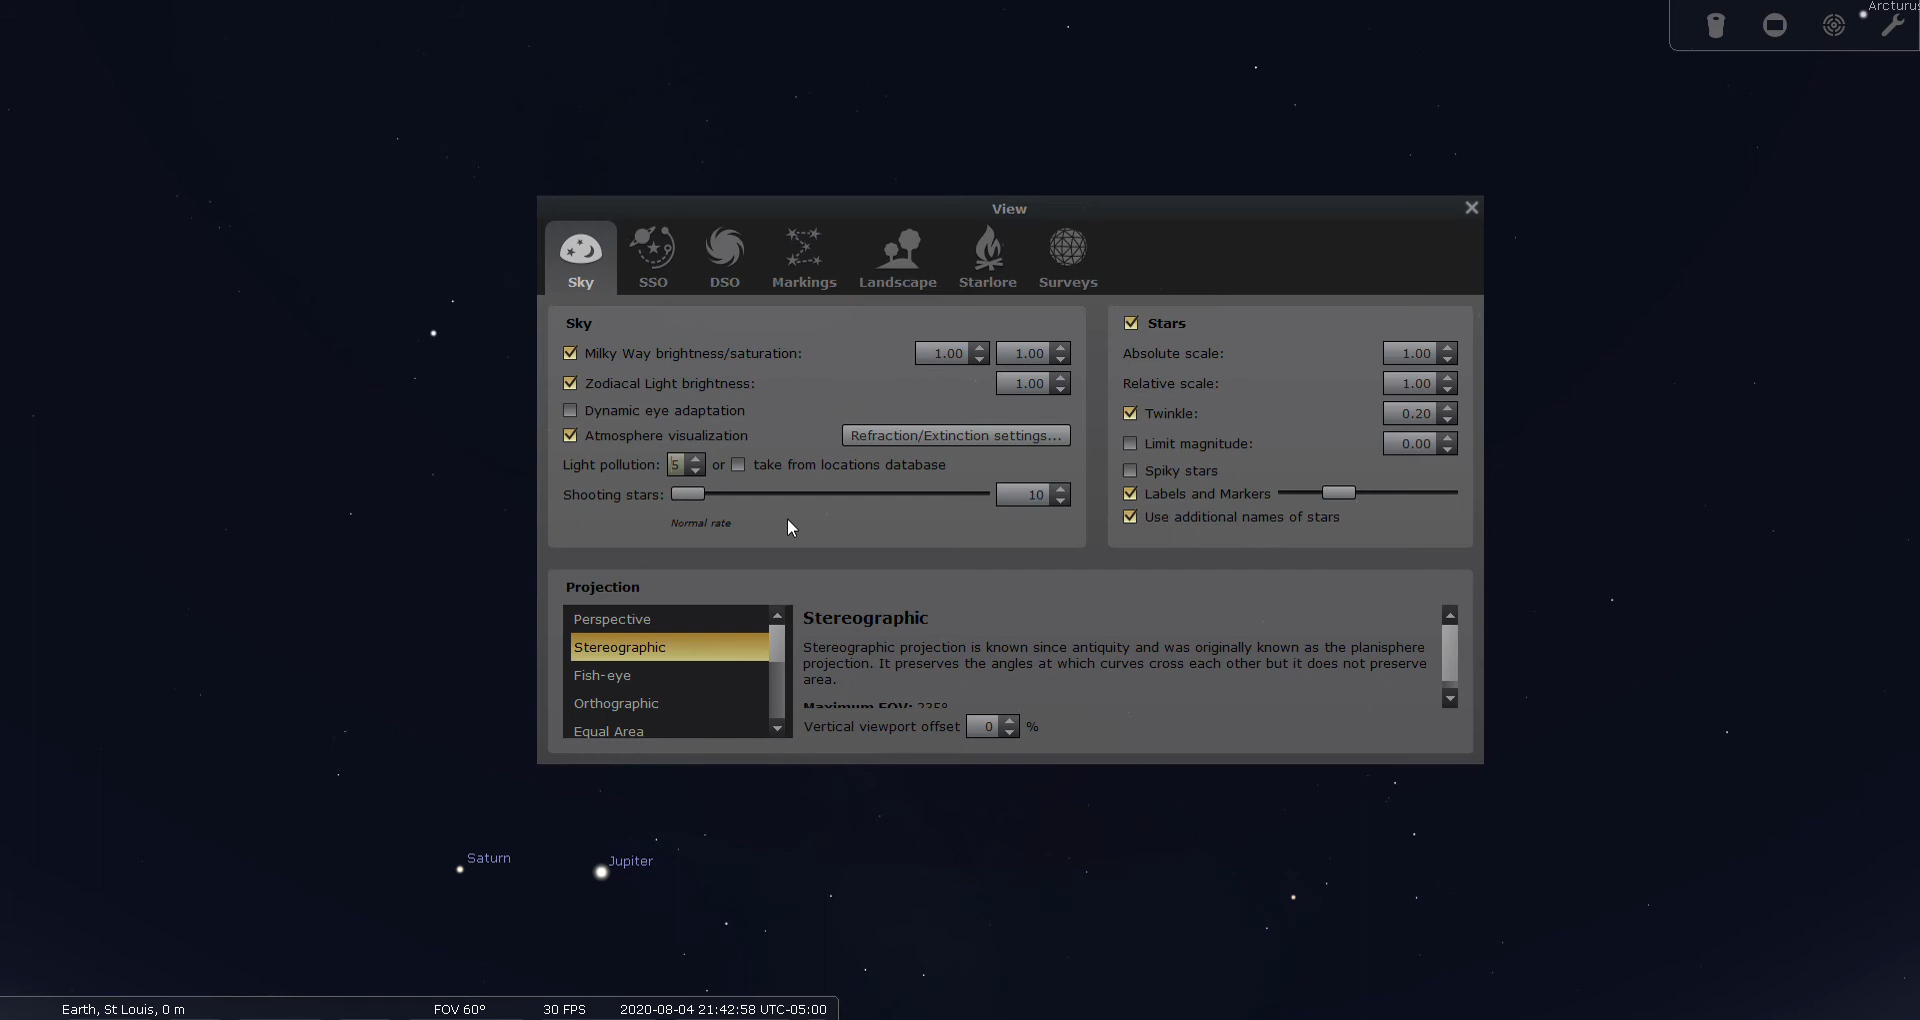 Arcturus
View
Sky SSO DSO Markings Landscape Starlore Surveys
Sky
Milky Way brightness/saturation: 1.00 1.00
Zodiacal Light brightness: 1.00
Dynamic eye adaptation
Atmosphere visualization Refraction/Extinction settings...
Light pollution: 5 or take from locations database
Shooting stars: 10
Normal rate
Stars
Absolute scale: 1.00
Relative scale: 1.00
Twinkle: 0.20
Limit magnitude: 0.00
Spiky stars
Labels and Markers
Use additional names of stars
Projection
Perspective
Stereographic
Fish-eye
Orthographic
Equal Area
Stereographic
Stereographic projection is known since antiquity and was originally known as the planisphere
projection. It preserves the angles at which curves cross each other but it does not preserve
area.
Maximum FOV: 235°
Vertical viewport offset 0 %
Saturn
Jupiter
Earth, St Louis, 0 m FOV 60° 30 FPS 2020-08-04 21:42:58 UTC-05:00